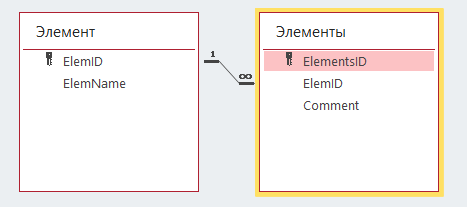 Элемент
ElemID
ElemName
1
∞
Элементы
ElementsID
ElemID
Comment